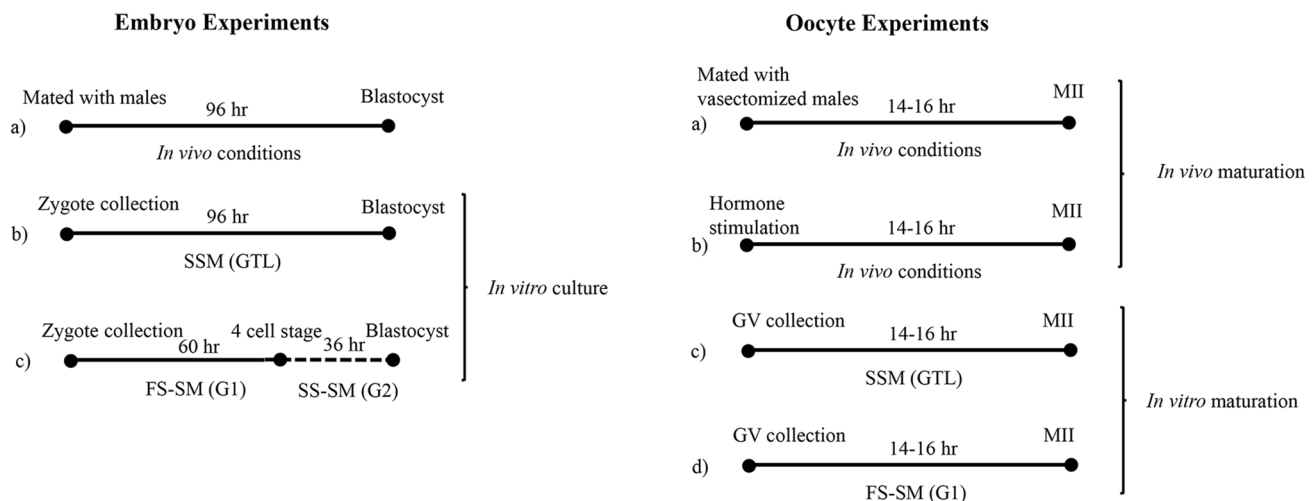 Embryo Experiments
Mated with males
Blastocyst
96 hr
a)
In vivo conditions
Zygote collection
Blastocyst
96 hr
b)
SSM (GTL)
Zygote collection
4 cell stage
Blastocyst
60 hr
36 hr
c)
FS-SM (G1)
SS-SM (G2)
In vitro culture
Oocyte Experiments
Mated with
vasectomized males
14-16 hr
MII
a)
In vivo conditions
Hormone
stimulation
14-16 hr
MII
b)
In vivo conditions
In vivo maturation
GV collection
14-16 hr
MII
c)
SSM (GTL)
GV collection
14-16 hr
MII
d)
FS-SM (G1)
In vitro maturation